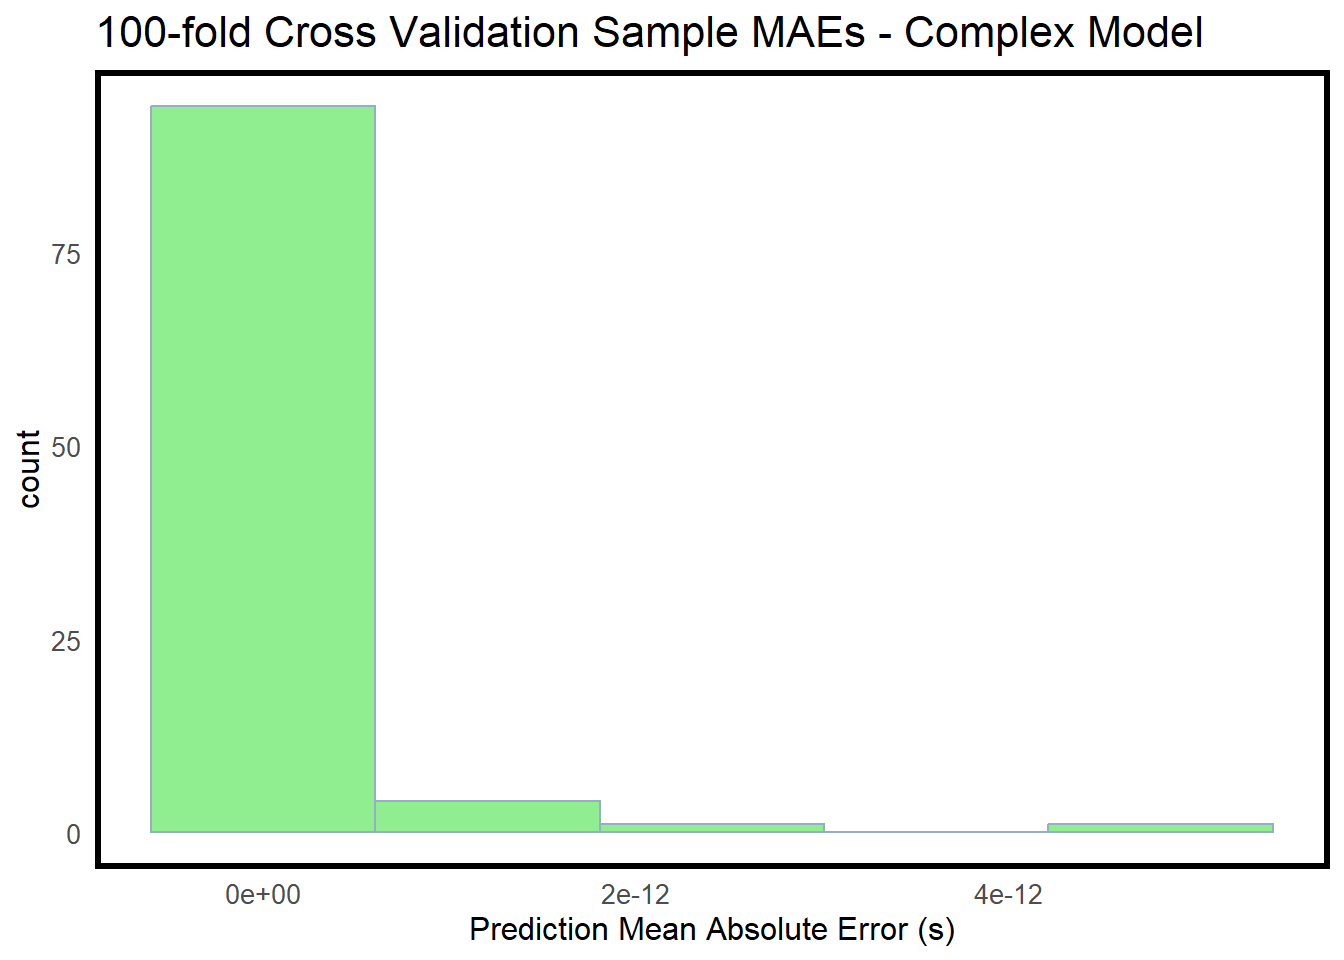 100-fold Cross Validation Sample MAEs - Complex Model
75
50
25
0
count
0e+00
2e-12
4e-12
Prediction Mean Absolute Error (s)